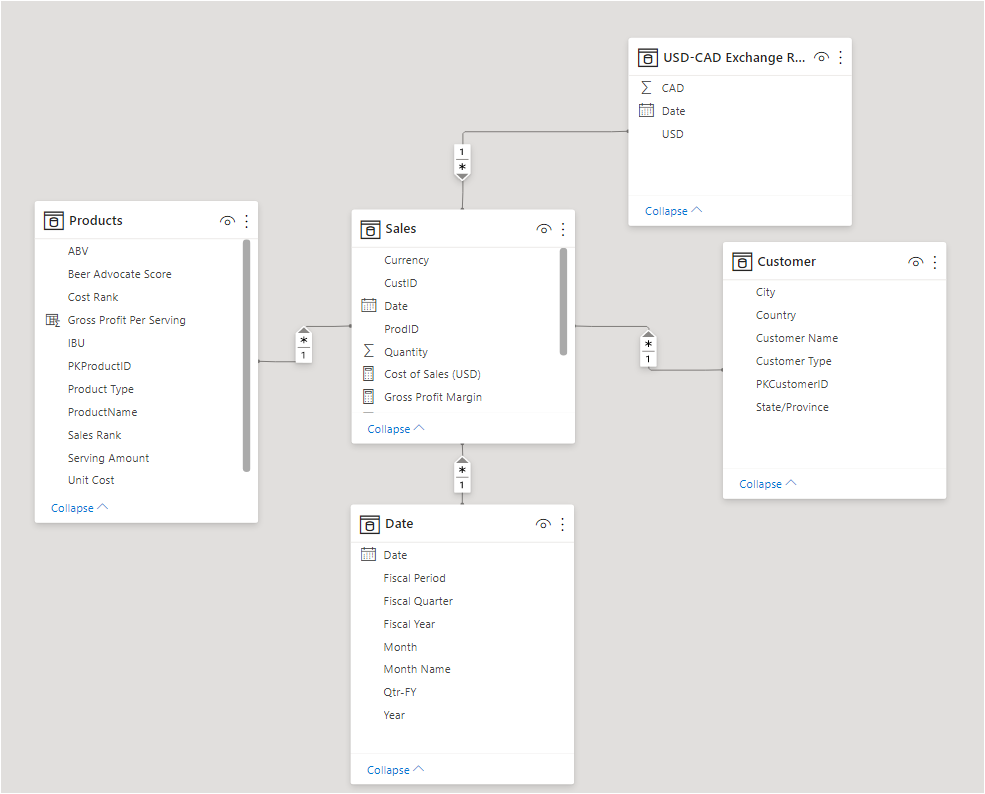 USD-CAD Exchange R...
CAD
Date
USD
Collapse
1
*
Products
ABV
Beer Advocate Score
Cost Rank
Gross Profit Per Serving
IBU
PKProductID
Product Type
ProductName
Sales Rank
Serving Amount
Unit Cost
Collapse
*
1
Sales
Currency
CustID
Date
ProdID
Σ Quantity
Cost of Sales (USD)
Gross Profit Margin
Collapse
*
1
Customer
City
Country
Customer Name
Customer Type
PKCustomerID
State/Province
Collapse
*
1
Date
Date
Fiscal Period
Fiscal Quarter
Fiscal Year
Month
Month Name
Qtr-FY
Year
Collapse